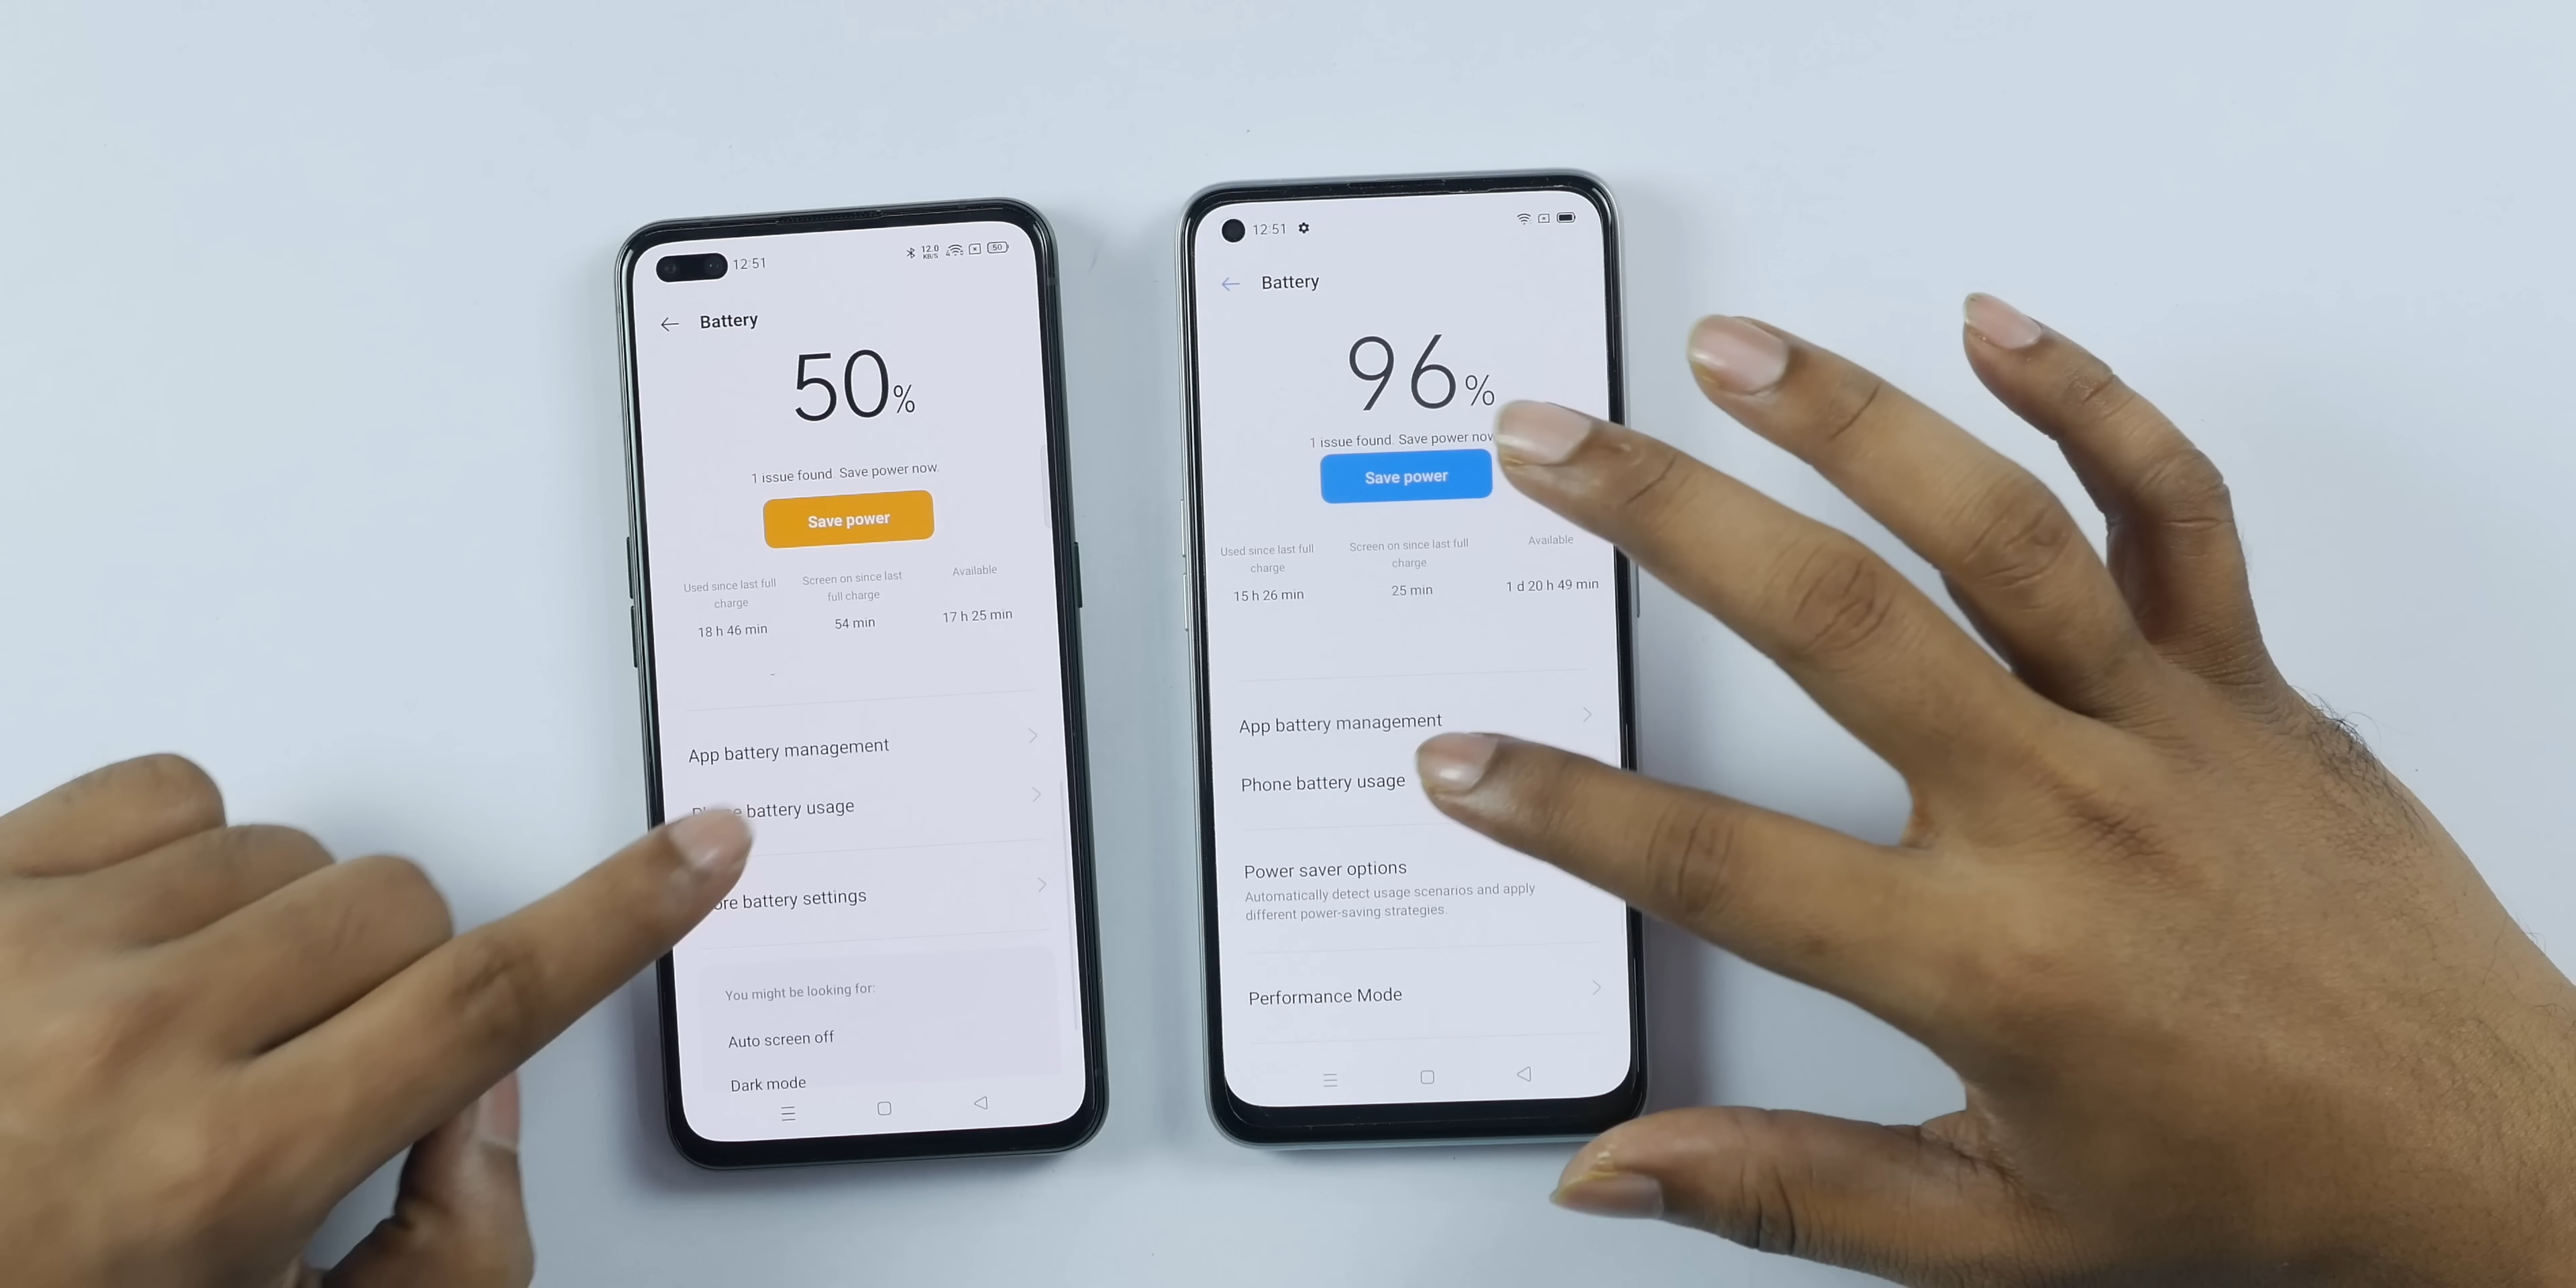 12:51
12.0
KB/S
50
Battery
50%
1 issue found. Save power now.
Save power
Used since last full
charge
18 h 46 min
Screen on since last
full charge
54 min
Available
17 h 25 min
App battery management
battery usage
battery settings
You might be looking for:
Auto screen off
Dark mode
12:51
Battery
96%
1 issue found. Save power now
Save power
Used since last full
charge
15 h 26 min
Screen on since last full
charge
25 min
Available
1 d 20 h 49 min
App battery management
Phone battery usage
Power saver options
Automatically detect usage scenarios and apply
different power-saving strategies.
Performance Mode